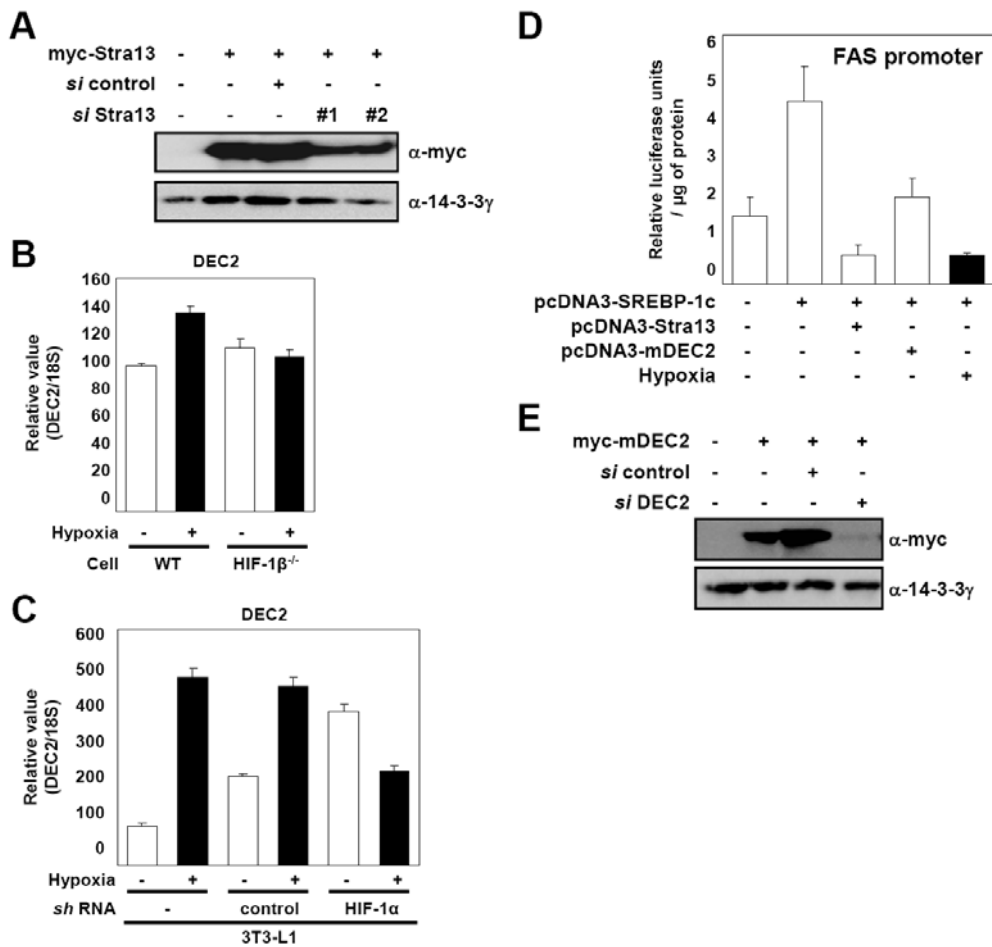 A
myc-Stra13 - + + + +
si control - - + - -
si Stra13 - - - #1 #2
α-myc
α-14-3-3γ
B
DEC2
160
140
120
100
80
60
40
20
0
Relative value
(DEC2/18S)
Hypoxia - + - +
Cell WT HIF-1β-/-
C
DEC2
600
500
400
300
200
100
0
Relative value
(DEC2/18S)
Hypoxia - + - + - +
sh RNA - control HIF-1α
3T3-L1
D
FAS promoter
6
5
4
3
2
1
0
Relative luciferase units
/ μg of protein
pcDNA3-SREBP-1c - + + + +
pcDNA3-Stra13 - - + - -
pcDNA3-mDEC2 - - - + -
Hypoxia - - - - +
E
myc-mDEC2 - + + +
si control - - + -
si DEC2 - - - +
α-myc
α-14-3-3γ